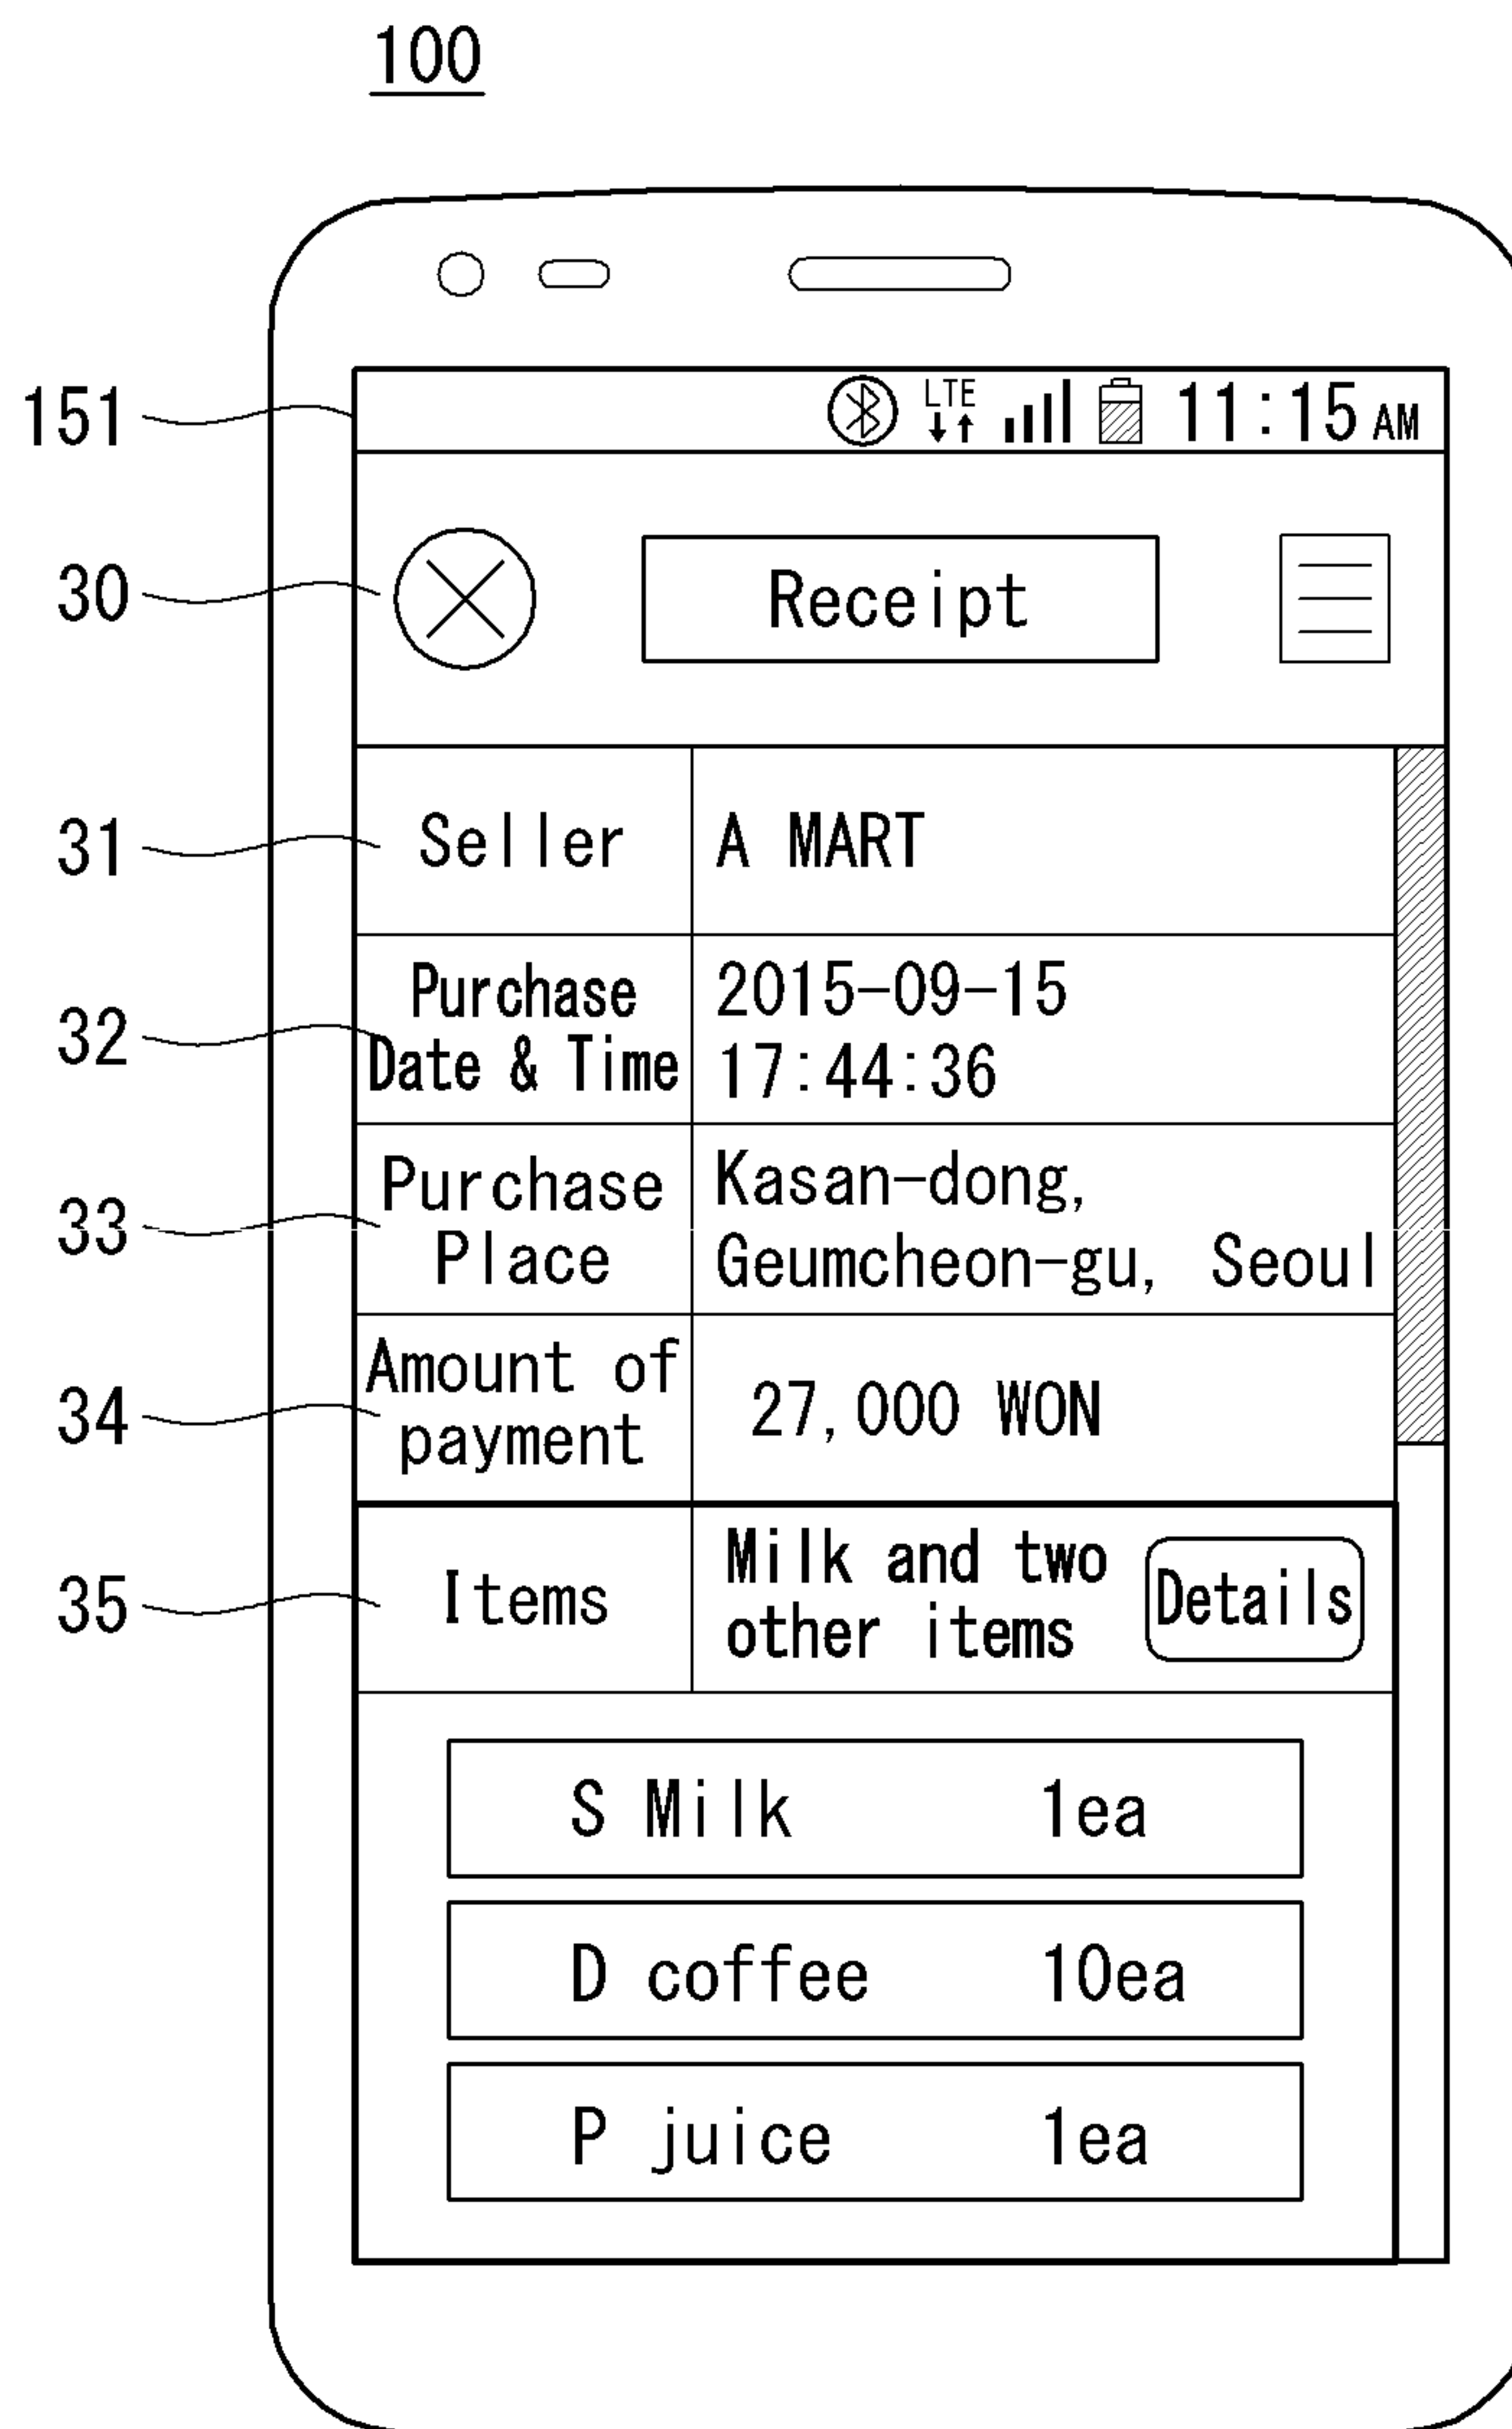 100
151
LTE 11:15 AM
30
Receipt
31
Seller
A MART
32
Purchase
Date & Time
2015-09-15
17:44:36
33
Purchase
Place
Kasan-dong,
Geumcheon-gu, Seoul
34
Amount of
payment
27,000 WON
35
Items
Milk and two
other items
Details
S Milk 1ea
D coffee 10ea
P juice 1ea